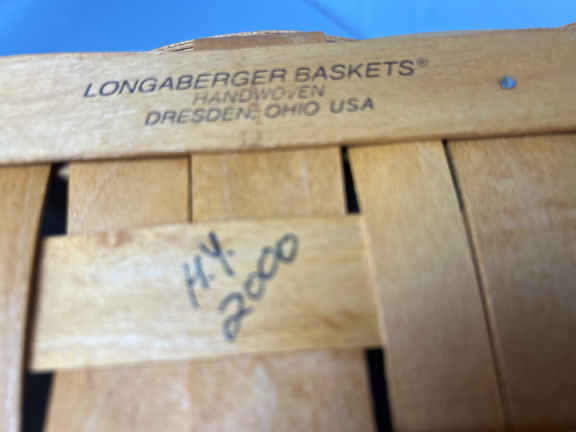 LONGABERGER BASKETS®
HANDWOVEN
DRESDEN, OHIO USA
H.Y.
2000